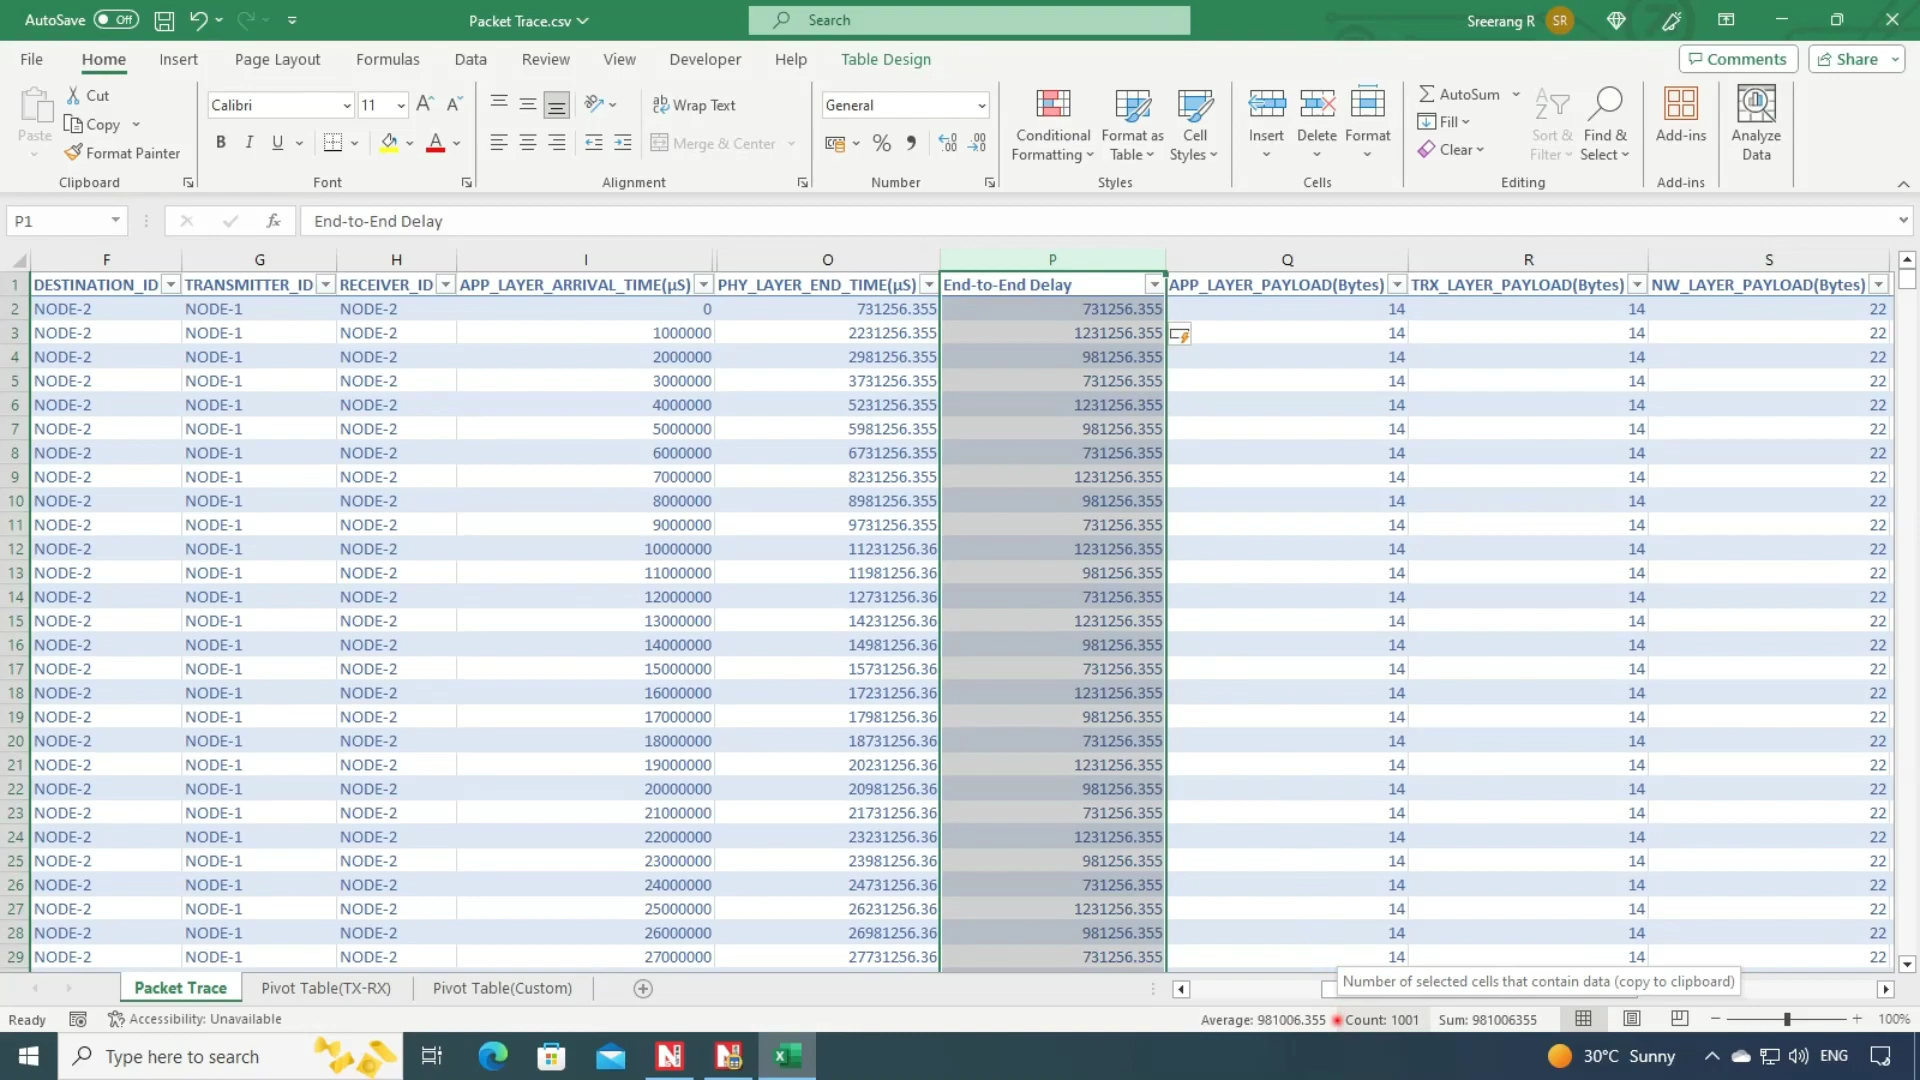 AutoSave Off Packet Trace.csv Search Sreerang R SR
File Home Insert Page Layout Formulas Data Review View Developer Help Table Design Comments Share
Paste Cut Copy Format Painter Clipboard
Calibri 11 B I U A Font
Wrap Text Merge & Center Alignment
General % Number
Conditional Formatting Format as Table Cell Styles Styles
Insert Delete Format Cells
AutoSum Fill Clear Sort & Filter Find & Select Editing
Add-ins Add-ins
Analyze Data
P1 fx End-to-End Delay
F G H I O P Q R S
1 DESTINATION_ID TRANSMITTER_ID RECEIVER_ID APP_LAYER_ARRIVAL_TIME(µS) PHY_LAYER_END_TIME(µS) End-to-End Delay APP_LAYER_PAYLOAD(Bytes) TRX_LAYER_PAYLOAD(Bytes) NW_LAYER_PAYLOAD(Bytes)
2 NODE-2 NODE-1 NODE-2 0 731256.355 731256.355 14 14 22
3 NODE-2 NODE-1 NODE-2 1000000 2231256.355 1231256.355 14 14 22
4 NODE-2 NODE-1 NODE-2 2000000 2981256.355 981256.355 14 14 22
5 NODE-2 NODE-1 NODE-2 3000000 3731256.355 731256.355 14 14 22
6 NODE-2 NODE-1 NODE-2 4000000 5231256.355 1231256.355 14 14 22
7 NODE-2 NODE-1 NODE-2 5000000 5981256.355 981256.355 14 14 22
8 NODE-2 NODE-1 NODE-2 6000000 6731256.355 731256.355 14 14 22
9 NODE-2 NODE-1 NODE-2 7000000 8231256.355 1231256.355 14 14 22
10 NODE-2 NODE-1 NODE-2 8000000 8981256.355 981256.355 14 14 22
11 NODE-2 NODE-1 NODE-2 9000000 9731256.355 731256.355 14 14 22
12 NODE-2 NODE-1 NODE-2 10000000 11231256.36 1231256.355 14 14 22
13 NODE-2 NODE-1 NODE-2 11000000 11981256.36 981256.355 14 14 22
14 NODE-2 NODE-1 NODE-2 12000000 12731256.36 731256.355 14 14 22
15 NODE-2 NODE-1 NODE-2 13000000 14231256.36 1231256.355 14 14 22
16 NODE-2 NODE-1 NODE-2 14000000 14981256.36 981256.355 14 14 22
17 NODE-2 NODE-1 NODE-2 15000000 15731256.36 731256.355 14 14 22
18 NODE-2 NODE-1 NODE-2 16000000 17231256.36 1231256.355 14 14 22
19 NODE-2 NODE-1 NODE-2 17000000 17981256.36 981256.355 14 14 22
20 NODE-2 NODE-1 NODE-2 18000000 18731256.36 731256.355 14 14 22
21 NODE-2 NODE-1 NODE-2 19000000 20231256.36 1231256.355 14 14 22
22 NODE-2 NODE-1 NODE-2 20000000 20981256.36 981256.355 14 14 22
23 NODE-2 NODE-1 NODE-2 21000000 21731256.36 731256.355 14 14 22
24 NODE-2 NODE-1 NODE-2 22000000 23231256.36 1231256.355 14 14 22
25 NODE-2 NODE-1 NODE-2 23000000 23981256.36 981256.355 14 14 22
26 NODE-2 NODE-1 NODE-2 24000000 24731256.36 731256.355 14 14 22
27 NODE-2 NODE-1 NODE-2 25000000 26231256.36 1231256.355 14 14 22
28 NODE-2 NODE-1 NODE-2 26000000 26981256.36 981256.355 14 14 22
29 NODE-2 NODE-1 NODE-2 27000000 27731256.36 731256.355 14 14 22
Number of selected cells that contain data (copy to clipboard)
Packet Trace Pivot Table(TX-RX) Pivot Table(Custom)
Ready Accessibility: Unavailable Average: 981006.355 Count: 1001 Sum: 981006355 100%
Type here to search 30°C Sunny ENG